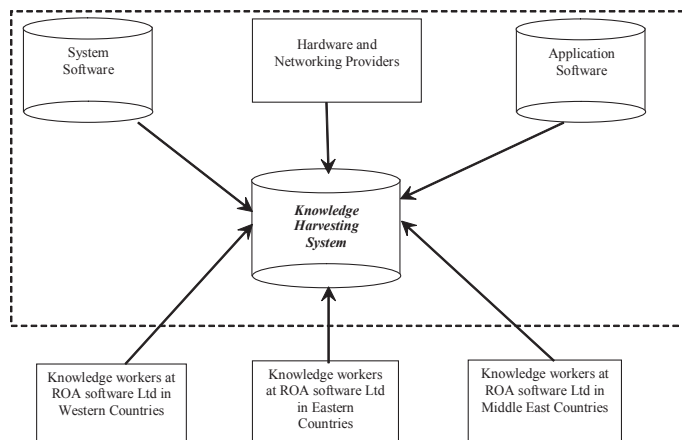 System
Software
Hardware and
Networking Providers
Application
Software
Knowledge
Harvesting
System
Knowledge workers at
ROA software Ltd in
Western Countries
Knowledge workers
at ROA software Ltd
in Eastern
Countries
Knowledge workers at
ROA software Ltd in
Middle East Countries